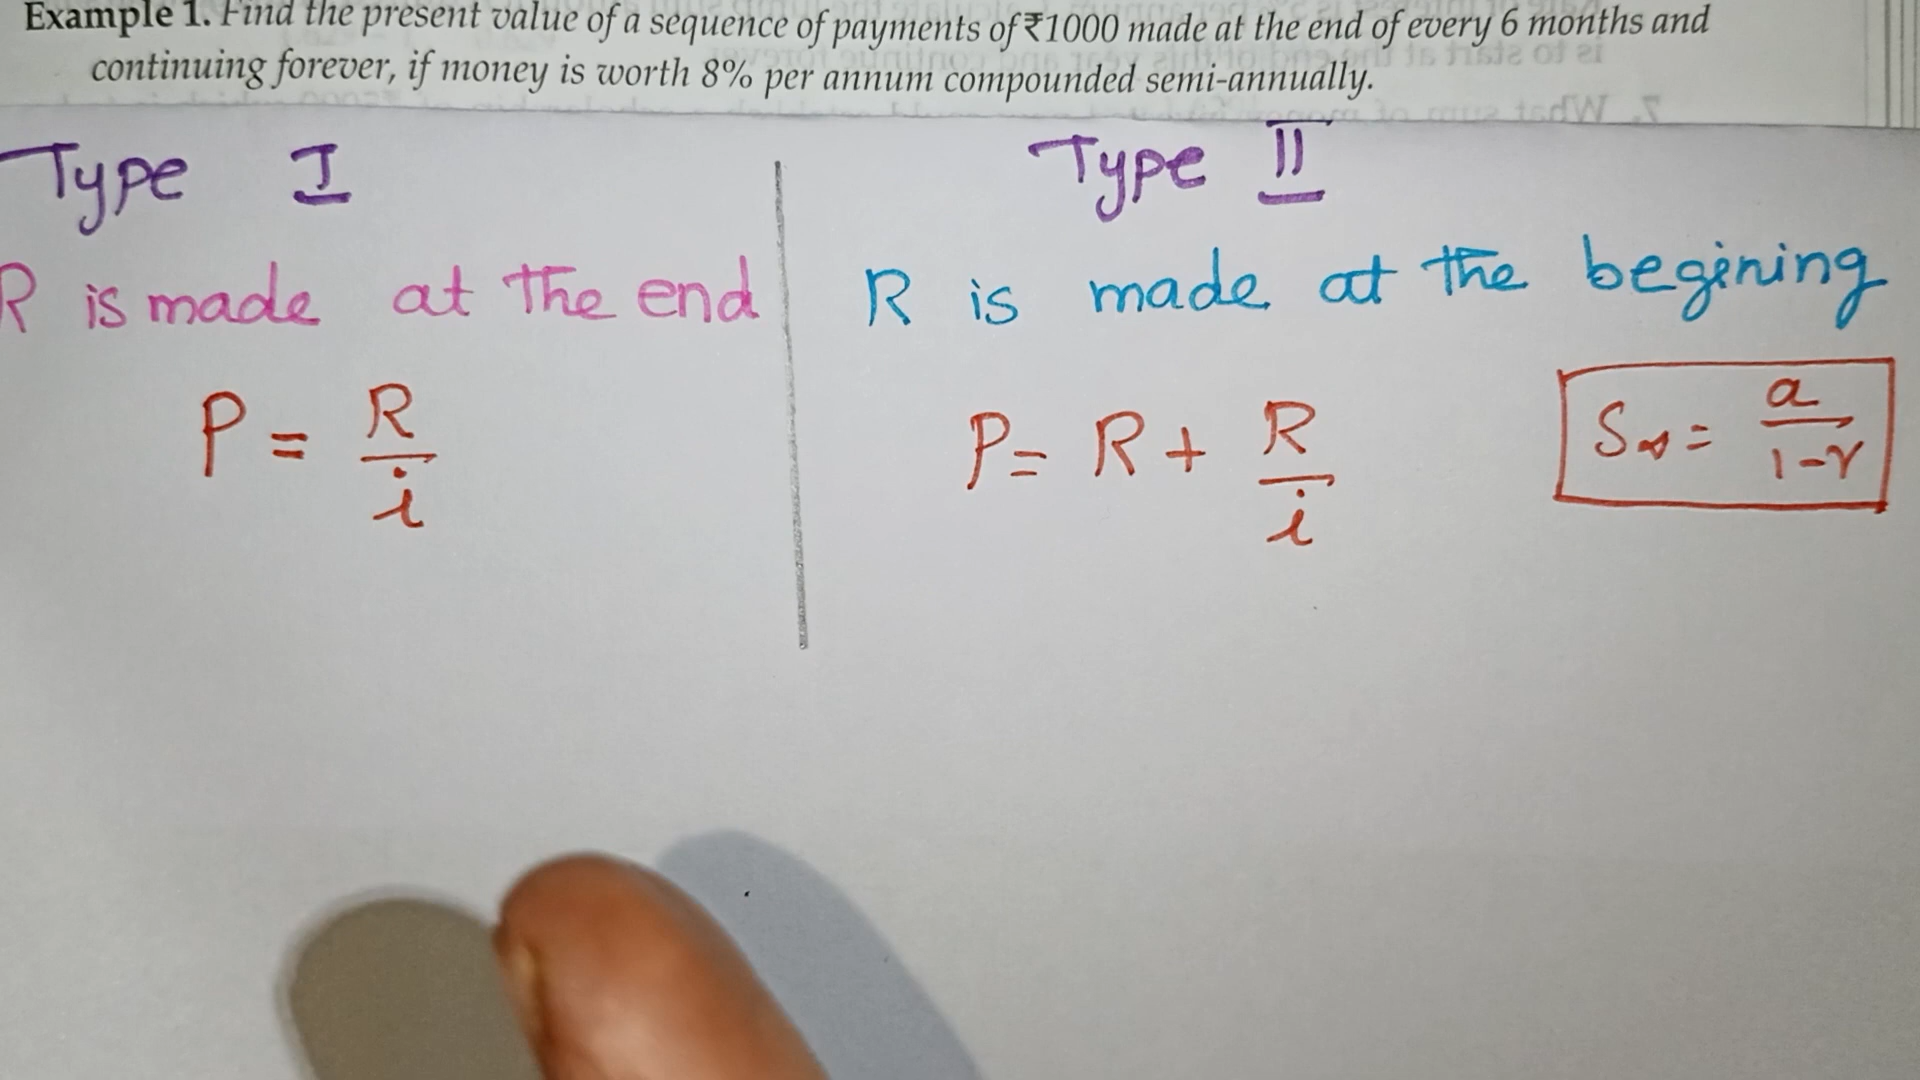 Example 1. Find the present value of a sequence of payments of ₹1000 made at the end of every 6 months and
continuing forever, if money is worth 8% per annum compounded semi-annually.
Type I
R is made at the end
P = R/i
Type II
R is made at the begining
P = R + R/i
S∞ = a/1-r